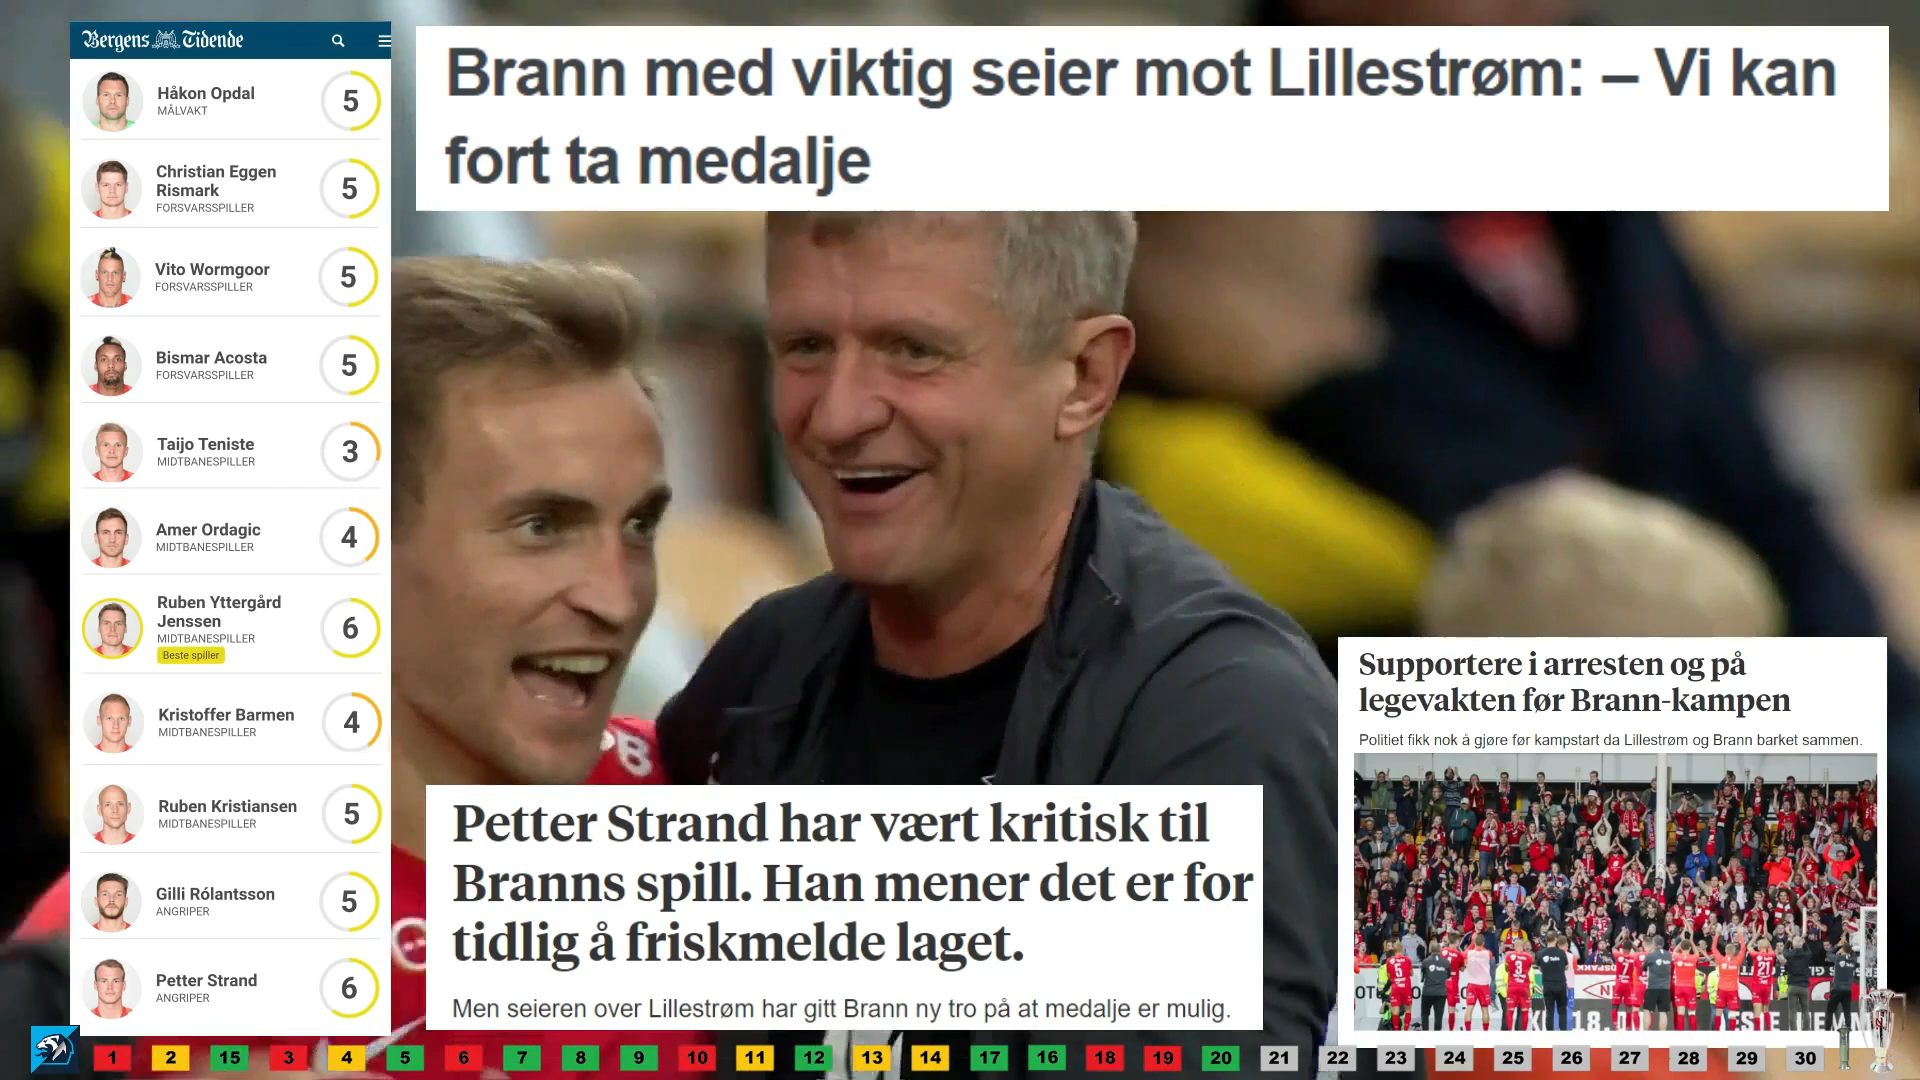 Bergens Tidende
Håkon Opdal
MÅLVAKT
5
Christian Eggen
Rismark
FORSVARSSPILLER
5
Vito Wormgoor
FORSVARSSPILLER
5
Bismar Acosta
FORSVARSSPILLER
5
Taijo Teniste
MIDTBANESPILLER
3
Amer Ordagic
MIDTBANESPILLER
4
Ruben Yttergård
Jenssen
MIDTBANESPILLER
Beste spiller
6
Kristoffer Barmen
MIDTBANESPILLER
4
Ruben Kristiansen
MIDTBANESPILLER
5
Gilli Rólantsson
ANGRIPER
5
Petter Strand
ANGRIPER
6
Brann med viktig seier mot Lillestrøm: – Vi kan
fort ta medalje
Petter Strand har vært kritisk til
Branns spill. Han mener det er for
tidlig å friskmelde laget.
Men seieren over Lillestrøm har gitt Brann ny tro på at medalje er mulig.
Supportere i arresten og på
legevakten før Brann-kampen
Politiet fikk nok å gjøre før kampstart da Lillestrøm og Brann barket sammen.
5 3 7 21
1 2 15 3 4 5 6 7 8 9 10 11 12 13 14 17 16 18 19 20 21 22 23 24 25 26 27 28 29 30